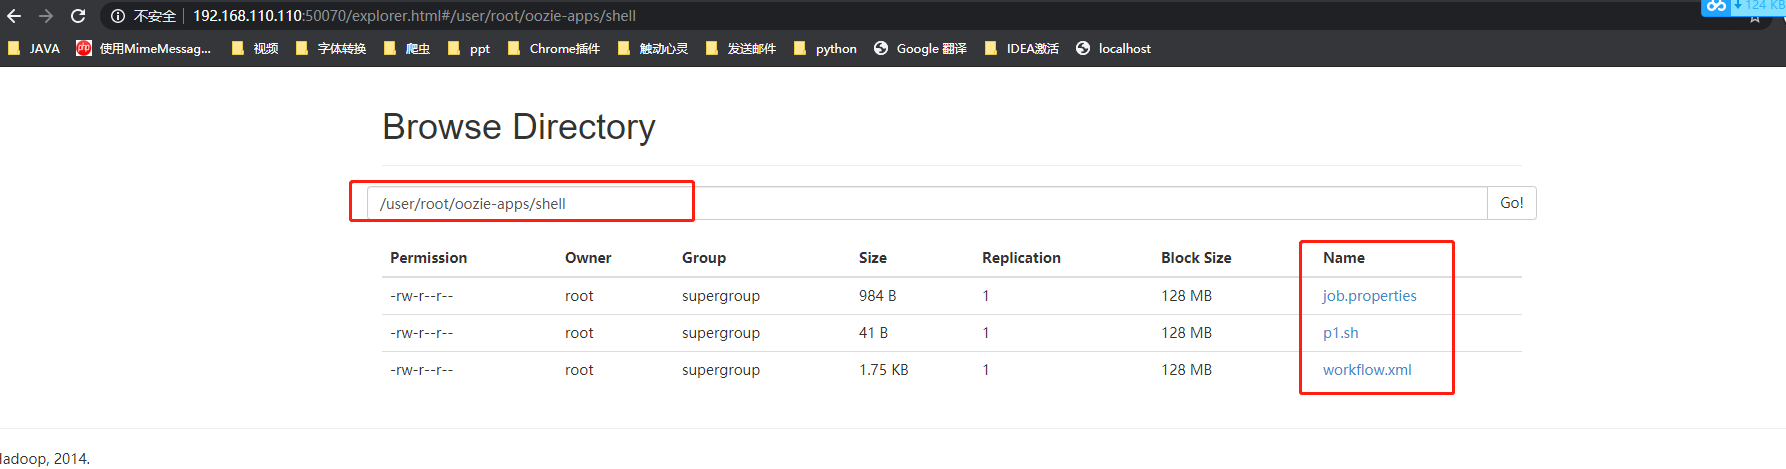 124 KB
不安全 192.168.110.110:50070/explorer.html#/user/root/oozie-apps/shell
JAVA php 使用MimeMessag... 视频 字体转换 爬虫 ppt Chrome插件 触动心灵 发送邮件 python Google 翻译 IDEA激活 localhost
Browse Directory
/user/root/oozie-apps/shell Go!
Permission Owner Group Size Replication Block Size Name
-rw-r--r-- root supergroup 984 B 1 128 MB job.properties
-rw-r--r-- root supergroup 41 B 1 128 MB p1.sh
-rw-r--r-- root supergroup 1.75 KB 1 128 MB workflow.xml
adoop, 2014.